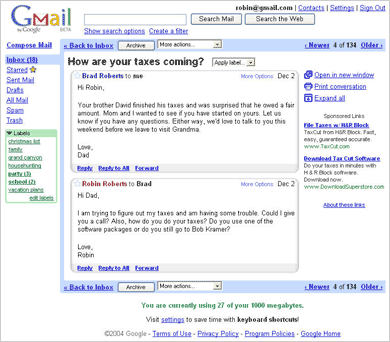 Gmail
by Google BETA
robin@gmail.com | Contacts | Settings | Sign Out
Search Mail Search the Web
Show search options Create a filter
Compose Mail
Inbox (18)
Starred
Sent Mail
Drafts
All Mail
Spam
Trash
Labels
christmas list
family
grand canyon
househunting
party (3)
school (2)
vacation plans
edit labels
« Back to Inbox Archive More actions... ‹ Newer 4 of 134 Older ›
How are your taxes coming? Apply label...
Brad Roberts to me More Options Dec 2
Hi Robin,
Your brother David finished his taxes and was surprised that he owed a fair
amount. Mom and I wanted to see if you have started on yours. Let us
know if you have any questions. Either way, we'd love to talk to you this
weekend before we leave to visit Grandma.
Love,
Dad
Reply Reply to All Forward
Robin Roberts to Brad More Options Dec 2
Hi Dad,
I am trying to figure out my taxes and am having some trouble. Could I give
you a call? Also, how do you do your taxes? Do you use one of the
software packages or do you still go to Bob Kramer?
Love,
Robin
Reply Reply to All Forward
Open in new window
Print conversation
Expand all
Sponsored Links
File Taxes w/ H&R Block
TaxCut from H&R Block. Fast,
easy, guaranteed accurate.
www.TaxCut.com
Download Tax Cut Software
Do your taxes in minutes with
H & R Block software.
Download now.
www.DownloadSuperstore.com
About these links
« Back to Inbox Archive More actions... ‹ Newer 4 of 134 Older ›
You are currently using 27 of your 1000 megabytes.
Visit settings to save time with keyboard shortcuts!
©2004 Google - Terms of Use - Privacy Policy - Program Policies - Google Home